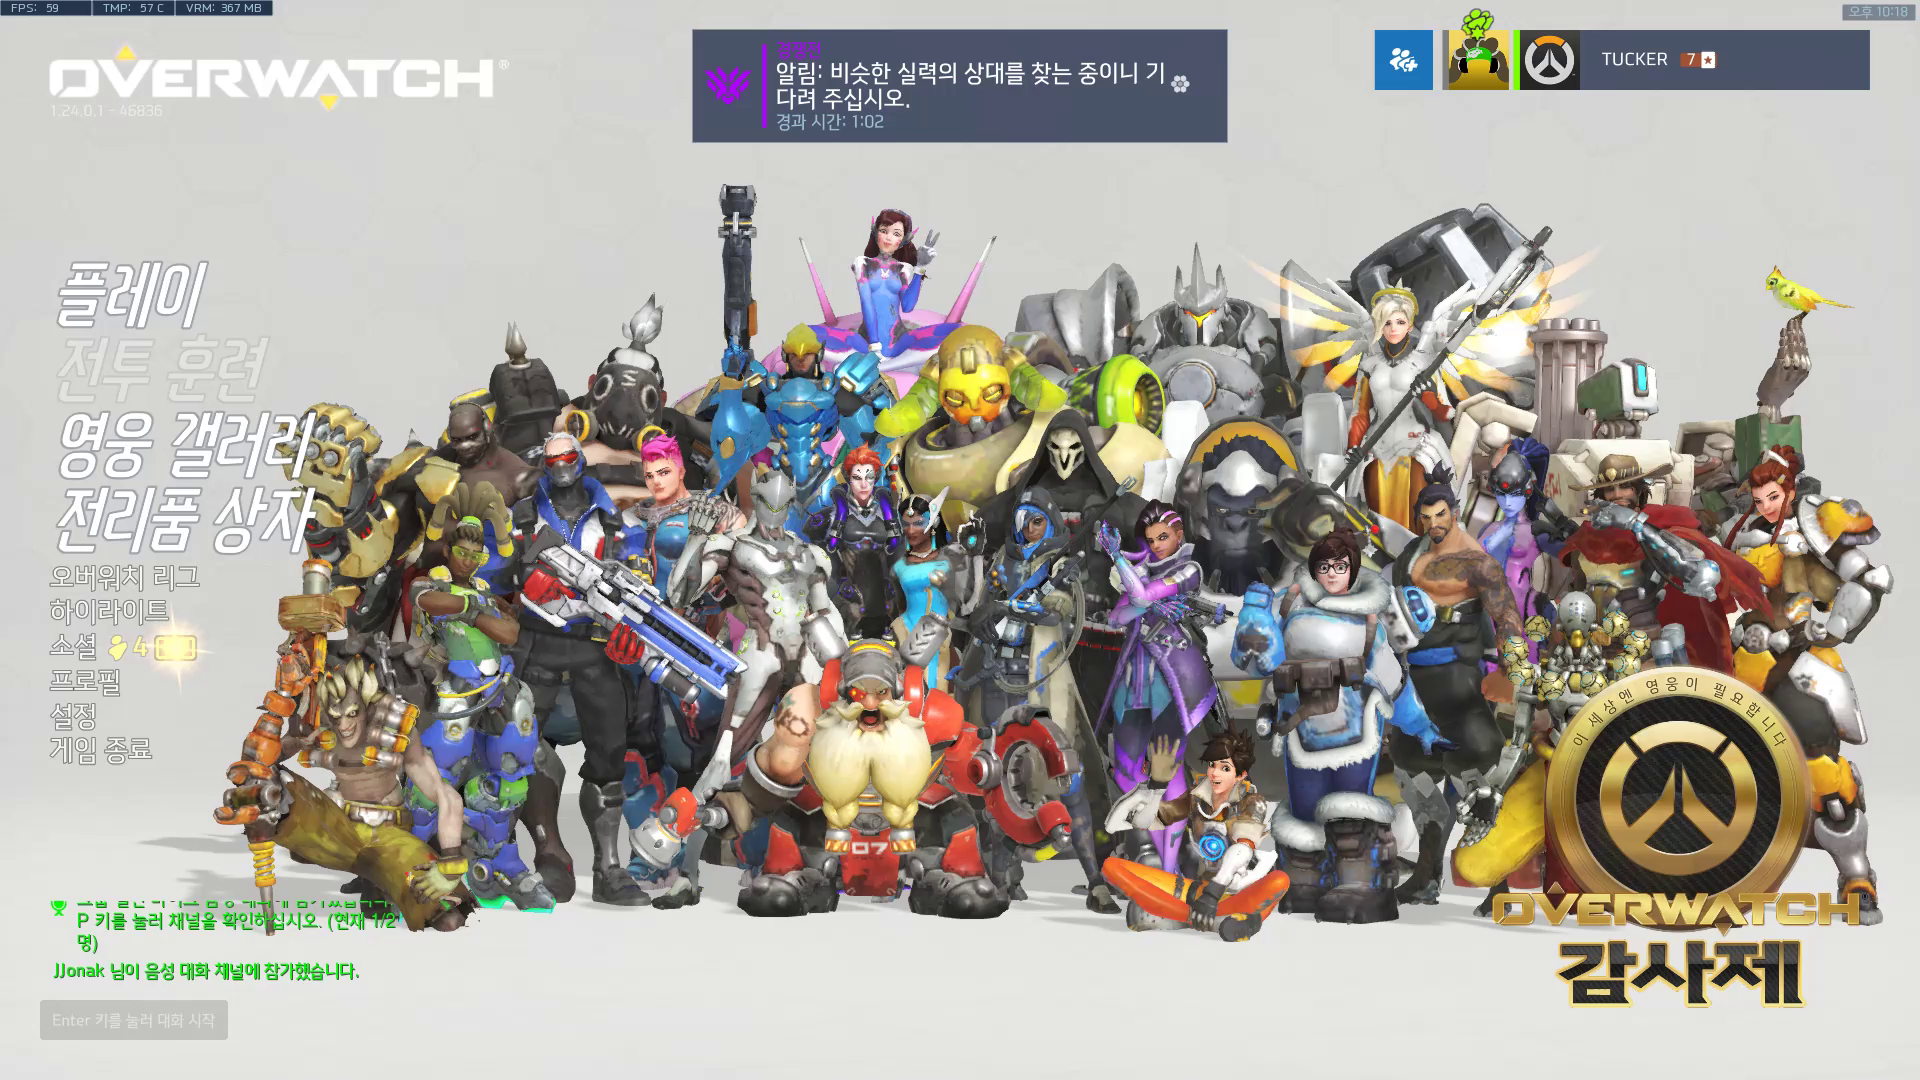 FPS: 59 TMP: 57 C VRM: 367 MB
오후 10:18
OVERWATCH®
1.24.0.1 - 46836
경쟁전
알림: 비슷한 실력의 상대를 찾는 중이니 기
다려 주십시오.
경과 시간: 1:02
TUCKER 7
플레이
전투 훈련
영웅 갤러리
전리품 상자
오버워치 리그
하이라이트
소셜 4
프로필
설정
게임 종료
P 키를 눌러 채널을 확인하십시오. (현재 1/2
명)
JJonak 님이 음성 대화 채널에 참가했습니다.
Enter 키를 눌러 대화 시작
07
이 세상엔 영웅이 필요합니다
OVERWATCH
감사제